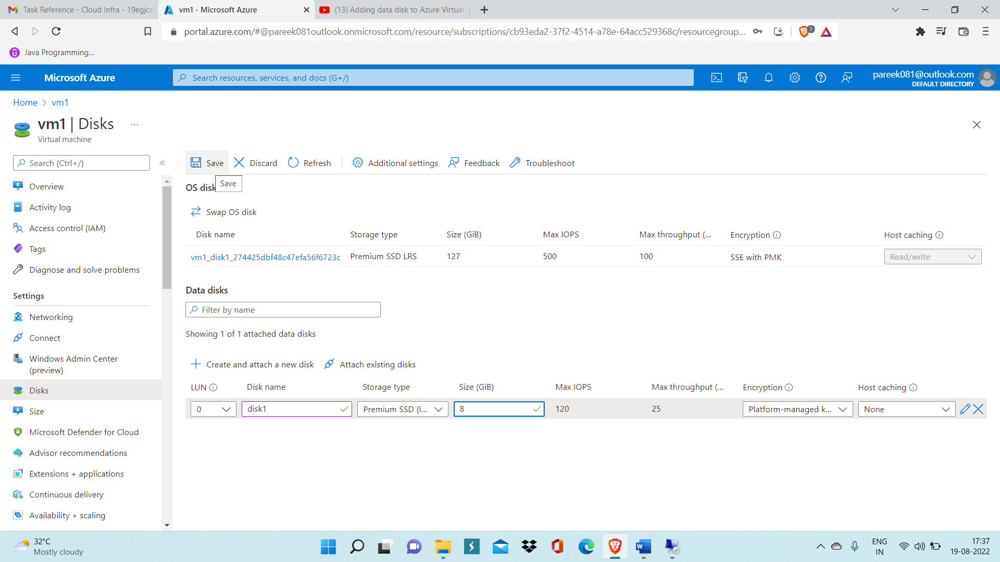 Task Reference - Cloud Infra - 19egjcs8
vm1 - Microsoft Azure
(13) Adding data disk to Azure Virtual
portal.azure.com/#@pareek081outlook.onmicrosoft.com/resource/subscriptions/cb93eda2-37f2-4514-a78e-64acc529368c/resourcegroup...
3
Java Programming...
Microsoft Azure
Search resources, services, and docs (G+/)
pareek081@outlook.com
DEFAULT DIRECTORY
Home > vm1
vm1 | Disks ...
Virtual machine
Search (Ctrl+/)
«
Overview
Activity log
Access control (IAM)
Tags
Diagnose and solve problems
Settings
Networking
Connect
Windows Admin Center
(preview)
Disks
Size
Microsoft Defender for Cloud
Advisor recommendations
Extensions + applications
Continuous delivery
Availability + scaling
Save Discard Refresh Additional settings Feedback Troubleshoot
Save
OS disk
Swap OS disk
Disk name Storage type Size (GiB) Max IOPS Max throughput (... Encryption Host caching
vm1_disk1_274425dbf48c47efa56f6723c Premium SSD LRS 127 500 100 SSE with PMK Read/write
Data disks
Filter by name
Showing 1 of 1 attached data disks
Create and attach a new disk Attach existing disks
LUN Disk name Storage type Size (GiB) Max IOPS Max throughput (... Encryption Host caching
0 disk1 Premium SSD (l... 8 120 25 Platform-managed k... None
32°C
Mostly cloudy
ENG
IN
17:37
19-08-2022